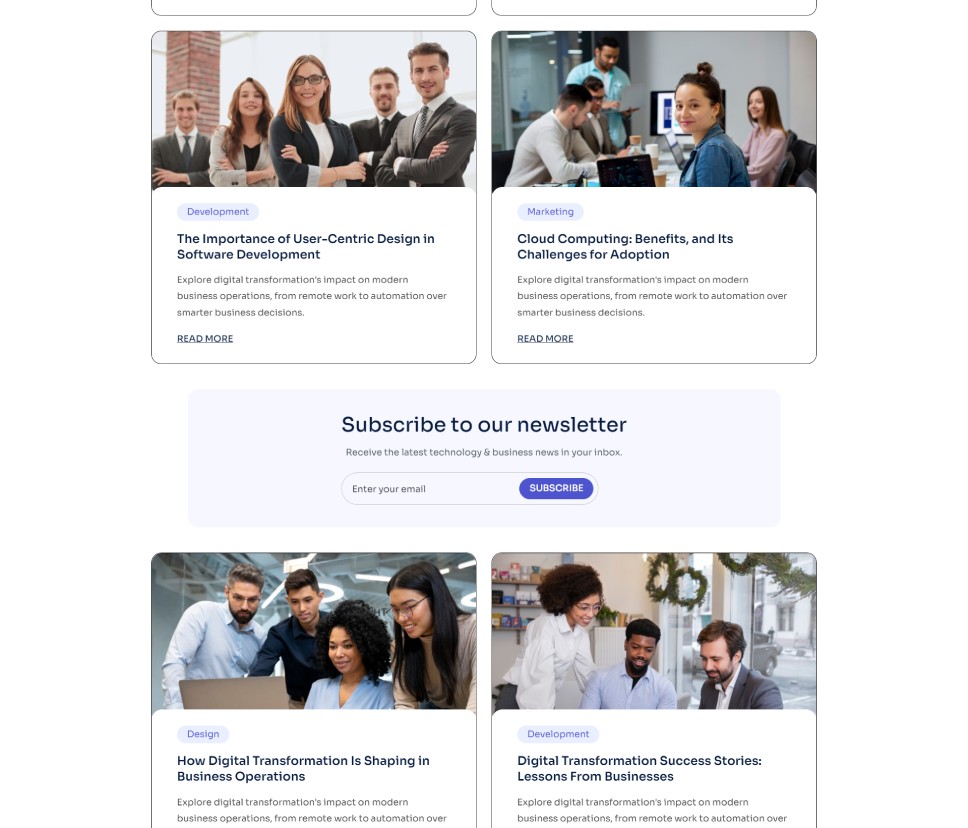 Development
The Importance of User-Centric Design in
Software Development
Explore digital transformation's impact on modern
business operations, from remote work to automation over
smarter business decisions.
READ MORE
Marketing
Cloud Computing: Benefits, and Its
Challenges for Adoption
Explore digital transformation's impact on modern
business operations, from remote work to automation over
smarter business decisions.
READ MORE
Subscribe to our newsletter
Receive the latest technology & business news in your inbox.
Enter your email
SUBSCRIBE
Design
How Digital Transformation Is Shaping in
Business Operations
Explore digital transformation's impact on modern
business operations, from remote work to automation over
Development
Digital Transformation Success Stories:
Lessons From Businesses
Explore digital transformation's impact on modern
business operations, from remote work to automation over